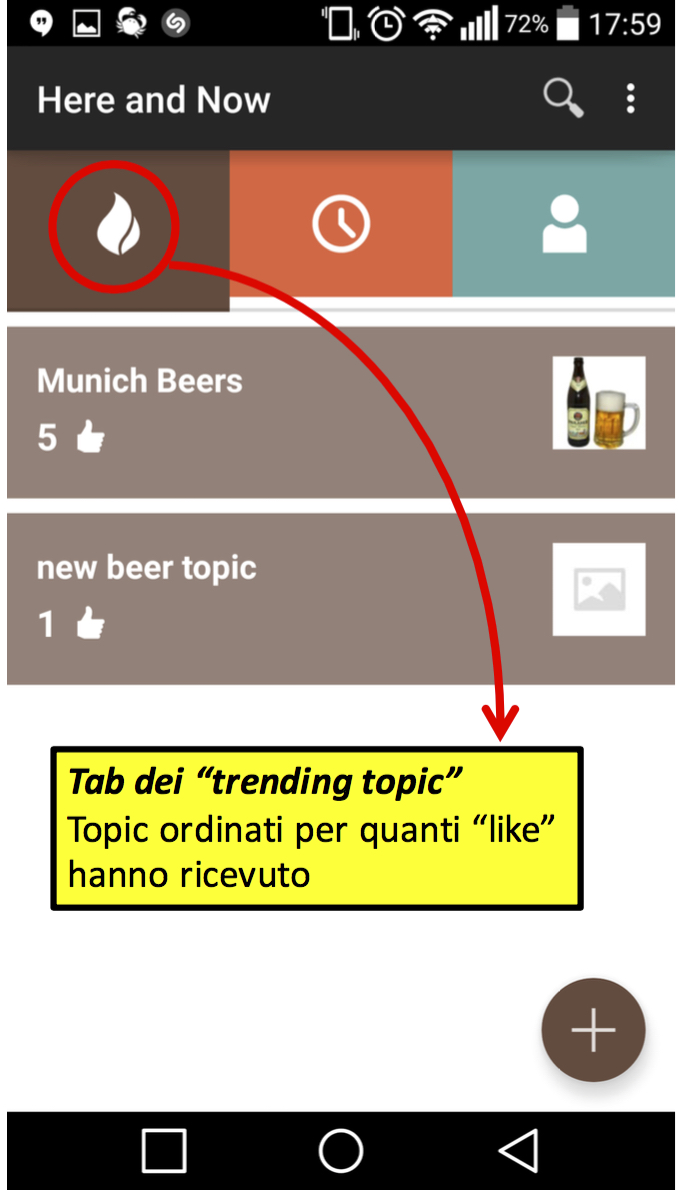 72% 17:59
Here and Now
Munich Beers
5
new beer topic
1
Tab dei “trending topic”
Topic ordinati per quanti “like”
hanno ricevuto